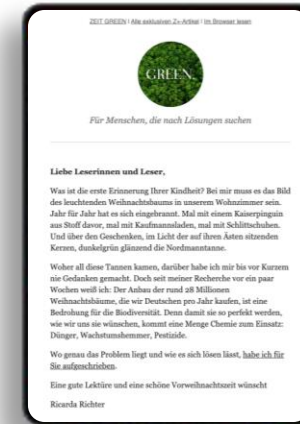 ZEIT GREEN | Alle exklusiven Z+-Artikel | Im Browser lesen
GREEN.
Für Menschen, die nach Lösungen suchen
Liebe Leserinnen und Leser,
Was ist die erste Erinnerung Ihrer Kindheit? Bei mir muss es das Bild
des leuchtenden Weihnachtsbaums in unserem Wohnzimmer sein.
Jahr für Jahr hat es sich eingebrannt. Mal mit einem Kaiserpinguin
aus Stoff davor, mal mit Kaufmannsladen, mal mit Schlittschuhen.
Und über den Geschenken, im Licht der auf ihren Ästen sitzenden
Kerzen, dunkelgrün glänzend die Nordmanntanne.
Woher all diese Tannen kamen, darüber habe ich mir bis vor Kurzem
nie Gedanken gemacht. Doch seit meiner Recherche vor ein paar
Wochen weiß ich: Der Anbau der rund 28 Millionen
Weihnachtsbäume, die wir Deutschen pro Jahr kaufen, ist eine
Bedrohung für die Biodiversität. Denn damit sie so perfekt werden,
wie wir uns sie wünschen, kommt eine Menge Chemie zum Einsatz:
Dünger, Wachstumshemmer, Pestizide.
Wo genau das Problem liegt und wie es sich lösen lässt, habe ich für
Sie aufgeschrieben.
Eine gute Lektüre und eine schöne Vorweihnachtszeit wünscht
Ricarda Richter